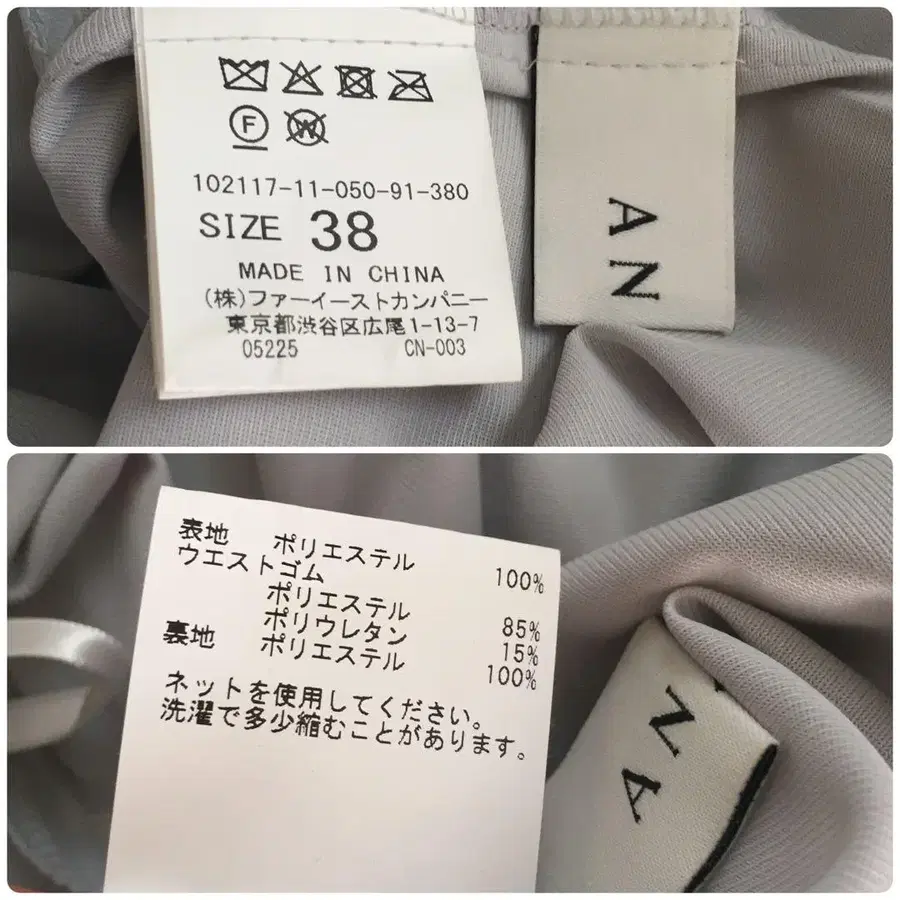 F
W
102117-11-050-91-380
SIZE 38
MADE IN CHINA
(株)ファーイーストカンパニー
東京都渋谷区広尾1-13-7
05225 CN-003
AN
表地 ポリエステル 100%
ウエストゴム
ポリエステル 85%
ポリウレタン 15%
裏地 ポリエステル 100%
ネットを使用してください。
洗濯で多少縮むことがあります。
AN